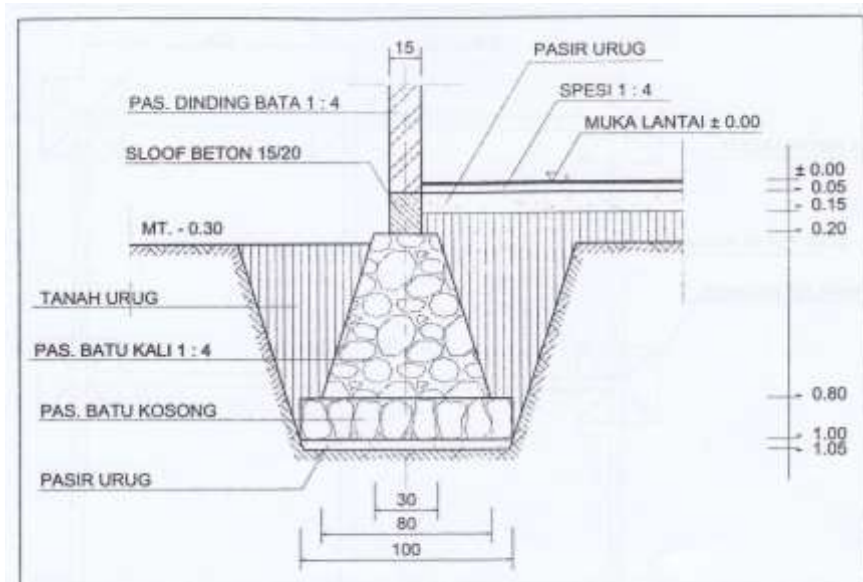 15
PASIR URUG
SPESI 1 : 4
PAS. DINDING BATA 1 : 4
MUKA LANTAI ± 0.00
SLOOF BETON 15/20
± 0.00
- 0.05
- 0.15
- 0.20
MT. - 0.30
TANAH URUG
PAS. BATU KALI 1 : 4
- 0.80
PAS. BATU KOSONG
- 1.00
- 1.05
PASIR URUG
30
80
100